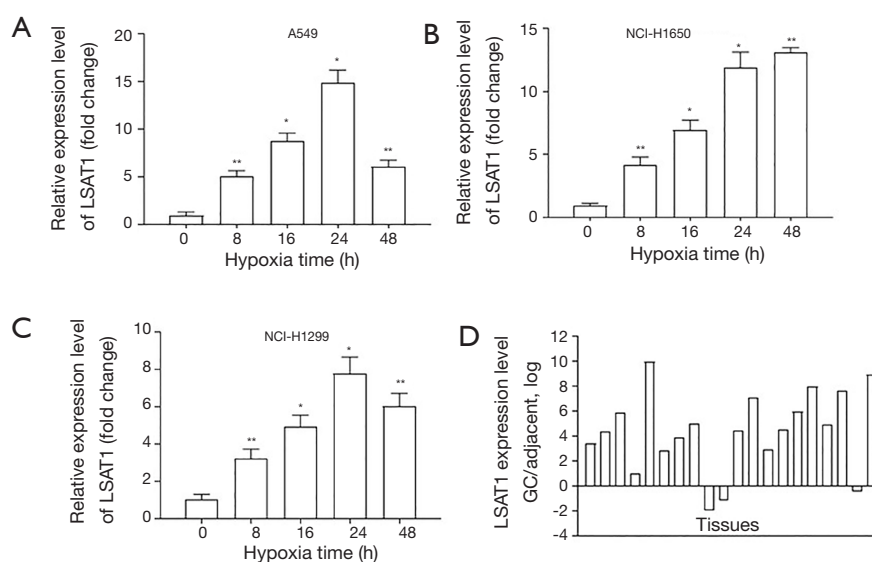 A
A549
Relative expression level
of LSAT1 (fold change)
20
15
10
5
0
*
*
**
**
0 8 16 24 48
Hypoxia time (h)
B
NCI-H1650
Relative expression level
of LSAT1 (fold change)
15
10
5
0
**
*
*
**
0 8 16 24 48
Hypoxia time (h)
C
NCI-H1299
Relative expression level
of LSAT1 (fold change)
8
6
4
2
0
*
**
*
**
0 8 16 24 48
Hypoxia time (h)
D
LSAT1 expression level
GC/adjacent, log
12
10
8
6
4
2
0
-2
-4
Tissues